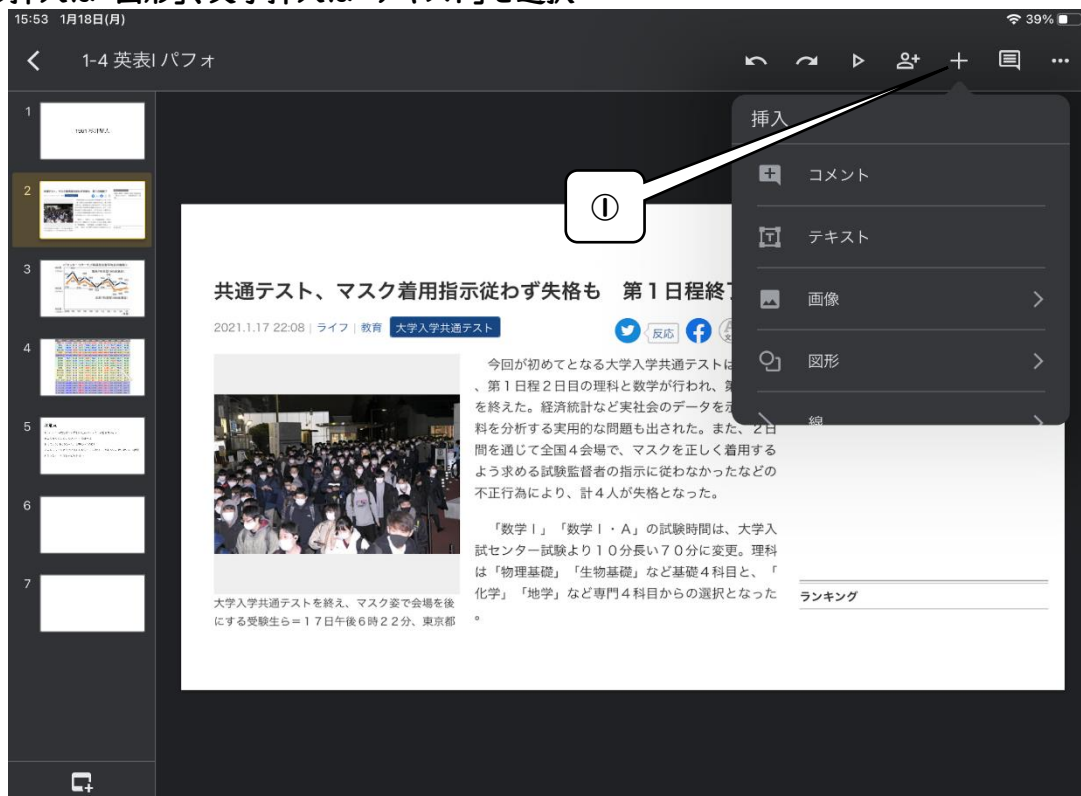 挿入は「図形」、文字挿入は「テキスト」を選択
15:53 1月18日(月)
39%
1-4 英表I パフォ
挿入
コメント
テキスト
画像
図形
線
①
1
2
3
4
5
6
7
共通テスト、マスク着用指示従わず失格も 第1日程終
2021.1.17 22:08 | ライフ | 教育 大学入学共通テスト
反応
今回が初めてとなる大学入学共通テストは
、第1日程2日目の理科と数学が行われ、
を終えた。経済統計など実社会のデータを
料を分析する実用的な問題も出された。また、2日
間を通じて全国4会場で、マスクを正しく着用する
よう求める試験監督者の指示に従わなかったなどの
不正行為により、計4人が失格となった。
「数学Ⅰ」「数学Ⅰ・A」の試験時間は、大学入
試センター試験より10分長い70分に変更。理科
は「物理基礎」「生物基礎」など基礎4科目と、「
化学」「地学」など専門4科目からの選択となった
。
大学入学共通テストを終え、マスク姿で会場を後
にする受験生ら=17日午後6時22分、東京都
ランキング